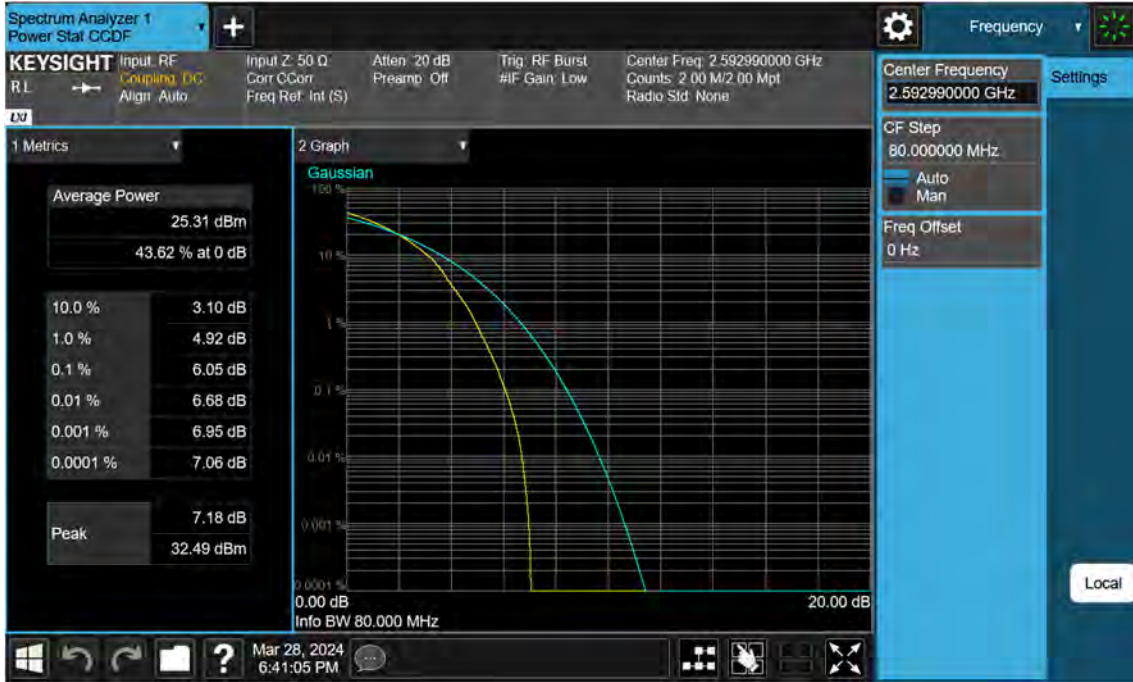 Spectrum Analyzer 1
Power Stat CCDF
+
Frequency
KEYSIGHT
Input: RF
Coupling: DC
Align: Auto
Input Z: 50 Ω
Corr CCorr
Freq Ref: Int (S)
Atten: 20 dB
Preamp: Off
Trig: RF Burst
#IF Gain: Low
Center Freq: 2.592990000 GHz
Counts: 2.00 M/2.00 Mpt
Radio Std: None
R L
LXI
Center Frequency
2.592990000 GHz
Settings
CF Step
80.000000 MHz
Auto
Man
Freq Offset
0 Hz
1 Metrics
Average Power
25.31 dBm
43.62 % at 0 dB
10.0 % 3.10 dB
1.0 % 4.92 dB
0.1 % 6.05 dB
0.01 % 6.68 dB
0.001 % 6.95 dB
0.0001 % 7.06 dB
Peak
7.18 dB
32.49 dBm
2 Graph
Gaussian
100 %
10 %
1 %
0.1 %
0.01 %
0.001 %
0.0001 %
0.00 dB
20.00 dB
Info BW 80.000 MHz
Local
?
Mar 28, 2024
6:41:05 PM